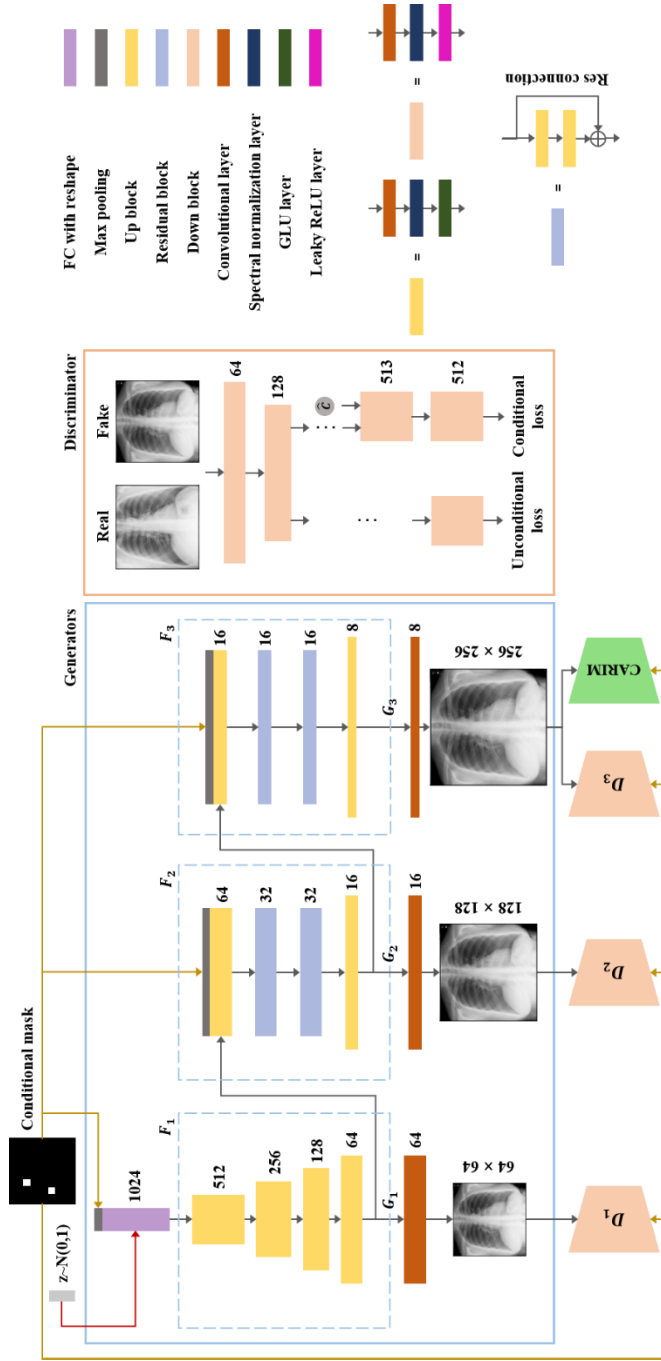 Conditional mask
z~N(0,1)
Generators
1024
F₁
512
256
128
64
G₁
64
64 × 64
D₁
F₂
64
32
32
16
G₂
16
128 × 128
D₂
F₃
16
16
16
8
G₃
8
256 × 256
D₃
CARIM
Discriminator
Real
Fake
64
128
...
...
ĉ
513
512
Unconditional
loss
Conditional
loss
FC with reshape
Max pooling
Up block
Residual block
Down block
Convolutional layer
Spectral normalization layer
GLU layer
Leaky ReLU layer
=
=
=
Res connection